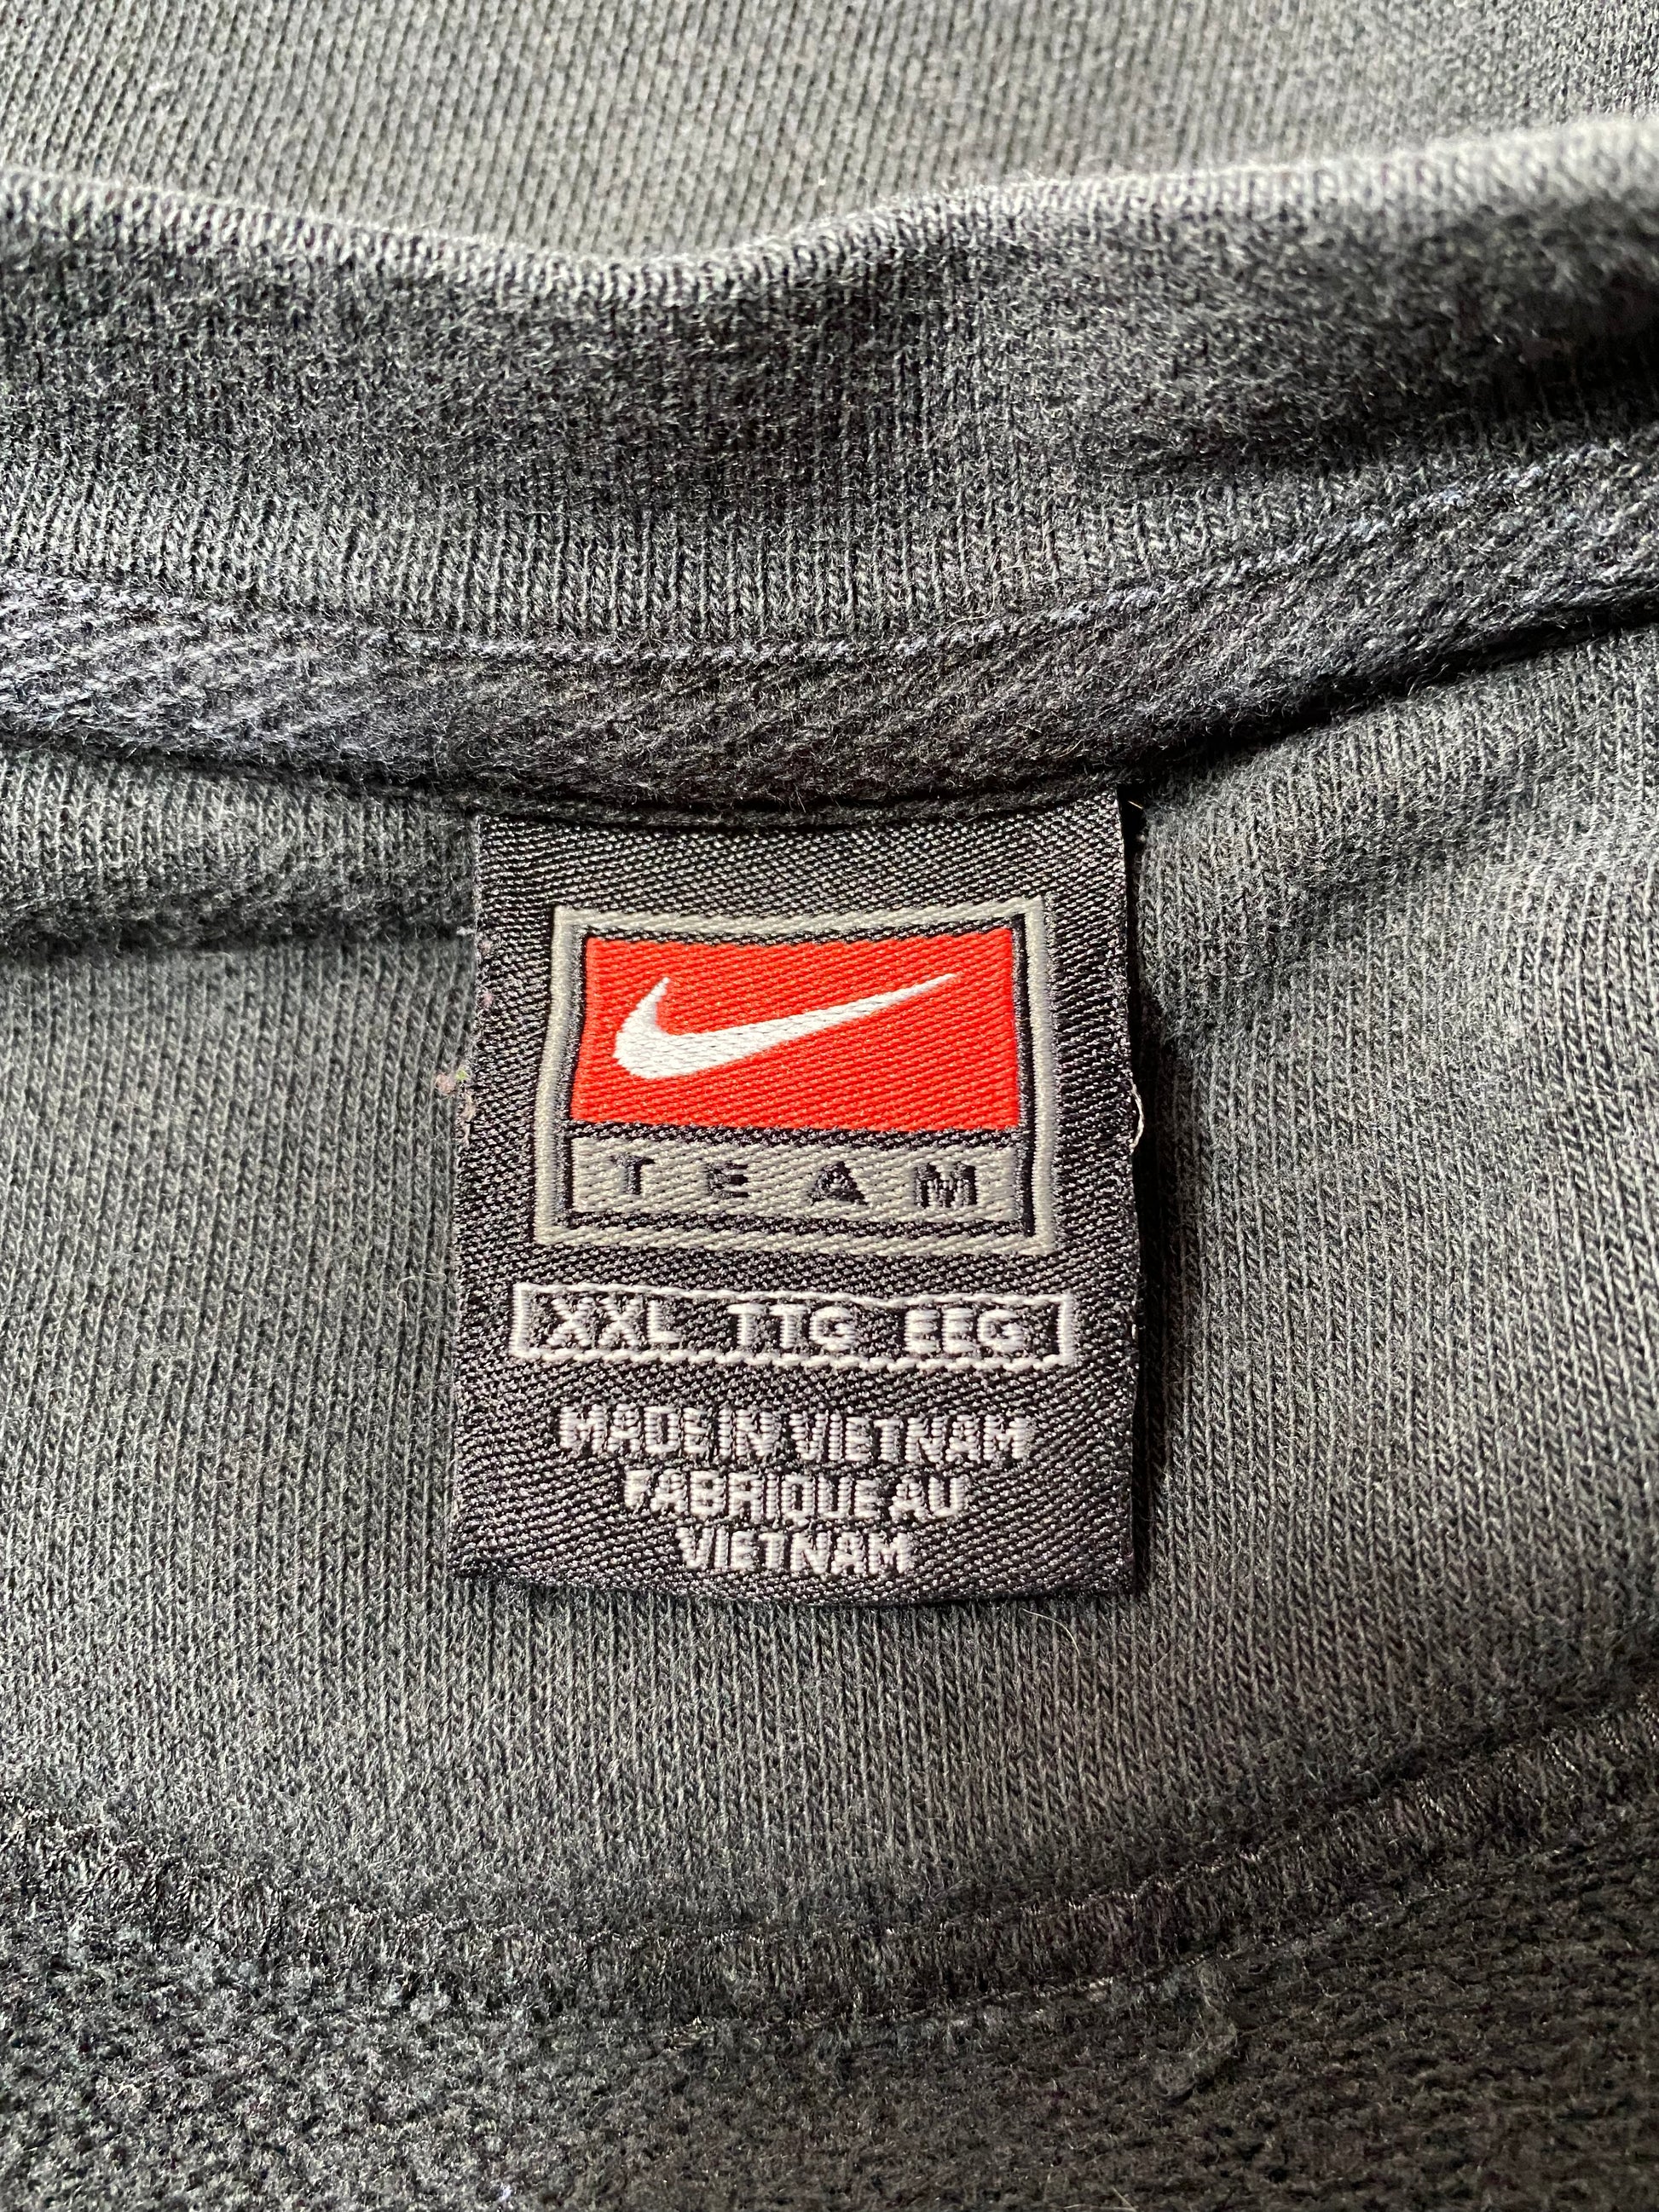 TEAM
XXL TTG EEG
MADE IN VIETNAM
FABRIQUE AU
VIETNAM